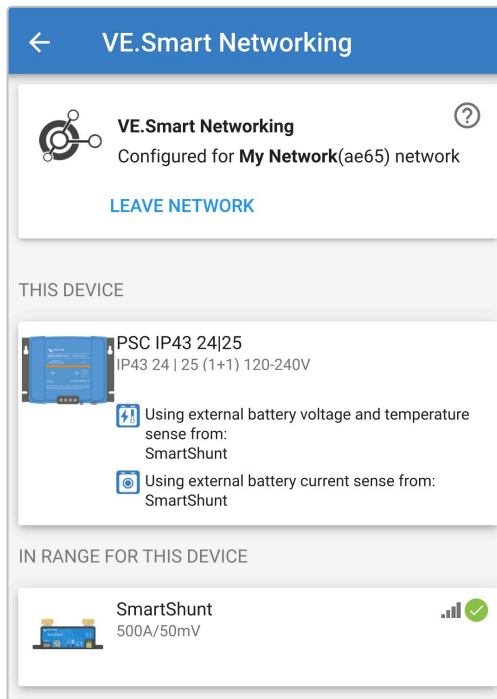 VE.Smart Networking
VE.Smart Networking
Configured for My Network(ae65) network
LEAVE NETWORK
THIS DEVICE
PSC IP43 24|25
IP43 24 | 25 (1+1) 120-240V
Using external battery voltage and temperature
sense from:
SmartShunt
Using external battery current sense from:
SmartShunt
IN RANGE FOR THIS DEVICE
SmartShunt
500A/50mV